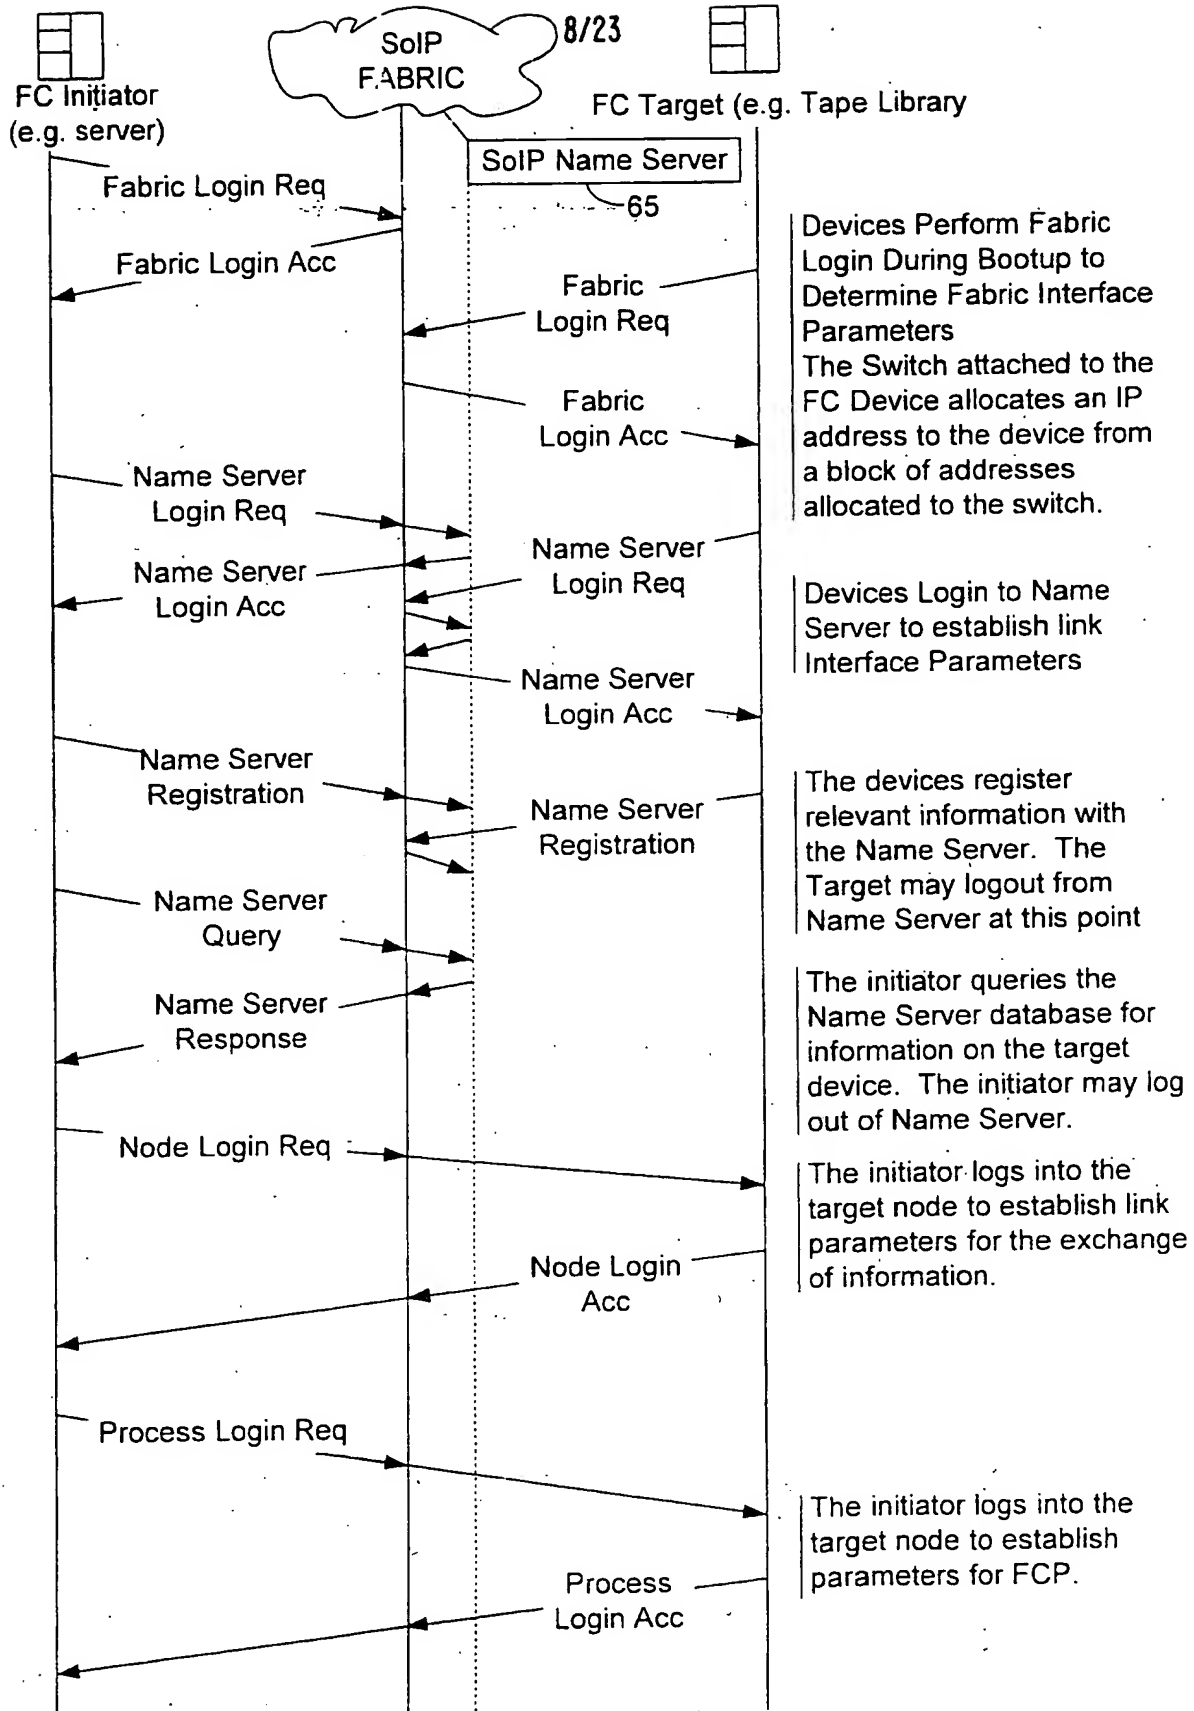 8/23
SoIP
FABRIC
FC Initiator
(e.g. server)
FC Target (e.g. Tape Library
SoIP Name Server
65
Fabric Login Req
Fabric Login Acc
Fabric
Login Req
Devices Perform Fabric
Login During Bootup to
Determine Fabric Interface
Parameters
The Switch attached to the
FC Device allocates an IP
address to the device from
a block of addresses
allocated to the switch.
Fabric
Login Acc
Name Server
Login Req
Name Server
Login Req
Name Server
Login Acc
Devices Login to Name
Server to establish link
Interface Parameters
Name Server
Login Acc
Name Server
Registration
Name Server
Registration
The devices register
relevant information with
the Name Server. The
Target may logout from
Name Server at this point
Name Server
Query
Name Server
Response
The initiator queries the
Name Server database for
information on the target
device. The initiator may log
out of Name Server.
Node Login Req
The initiator logs into the
target node to establish link
parameters for the exchange
of information.
Node Login
Acc
Process Login Req
The initiator logs into the
target node to establish
parameters for FCP.
Process
Login Acc